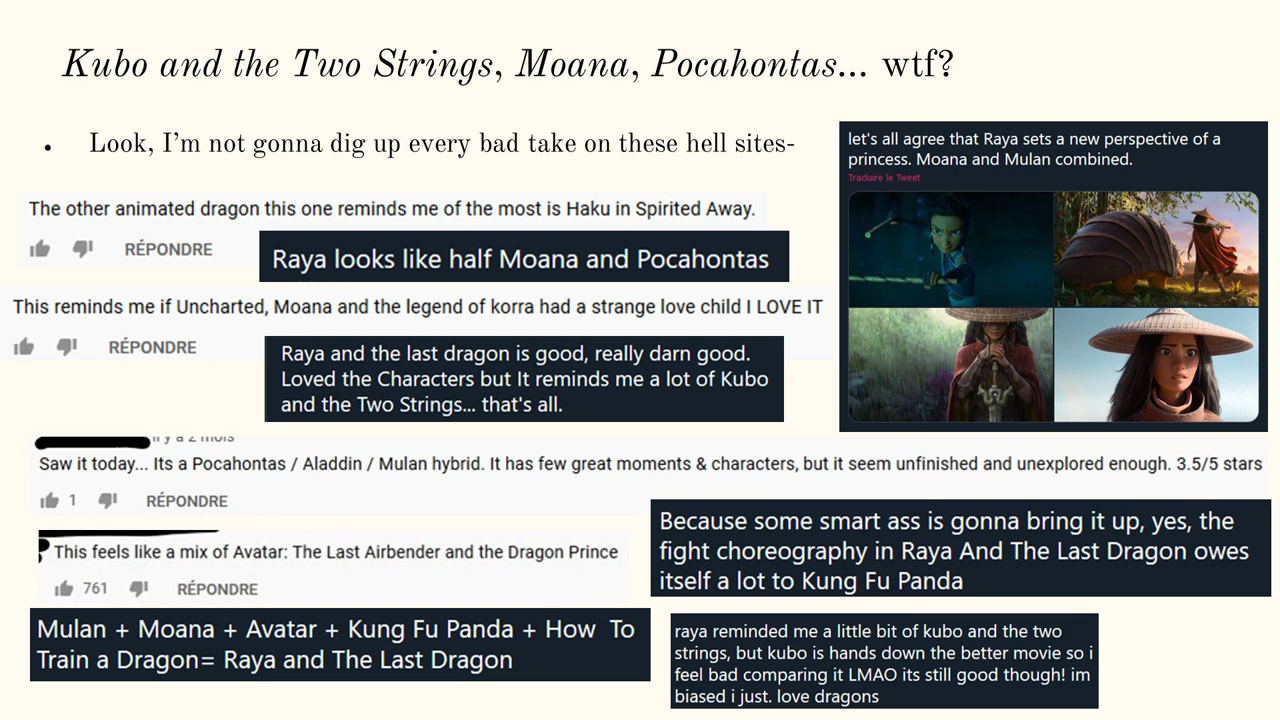 Kubo and the Two Strings, Moana, Pocahontas... wtf?
• Look, I’m not gonna dig up every bad take on these hell sites-
let's all agree that Raya sets a new perspective of a
princess. Moana and Mulan combined.
Traduire le Tweet
The other animated dragon this one reminds me of the most is Haku in Spirited Away.
RÉPONDRE
Raya looks like half Moana and Pocahontas
This reminds me if Uncharted, Moana and the legend of korra had a strange love child I LOVE IT
RÉPONDRE
Raya and the last dragon is good, really darn good.
Loved the Characters but It reminds me a lot of Kubo
and the Two Strings... that's all.
il y a 2 mois
Saw it today... Its a Pocahontas / Aladdin / Mulan hybrid. It has few great moments & characters, but it seem unfinished and unexplored enough. 3.5/5 stars
1 RÉPONDRE
Because some smart ass is gonna bring it up, yes, the
fight choreography in Raya And The Last Dragon owes
itself a lot to Kung Fu Panda
This feels like a mix of Avatar: The Last Airbender and the Dragon Prince
761 RÉPONDRE
Mulan + Moana + Avatar + Kung Fu Panda + How To
Train a Dragon= Raya and The Last Dragon
raya reminded me a little bit of kubo and the two
strings, but kubo is hands down the better movie so i
feel bad comparing it LMAO its still good though! im
biased i just. love dragons